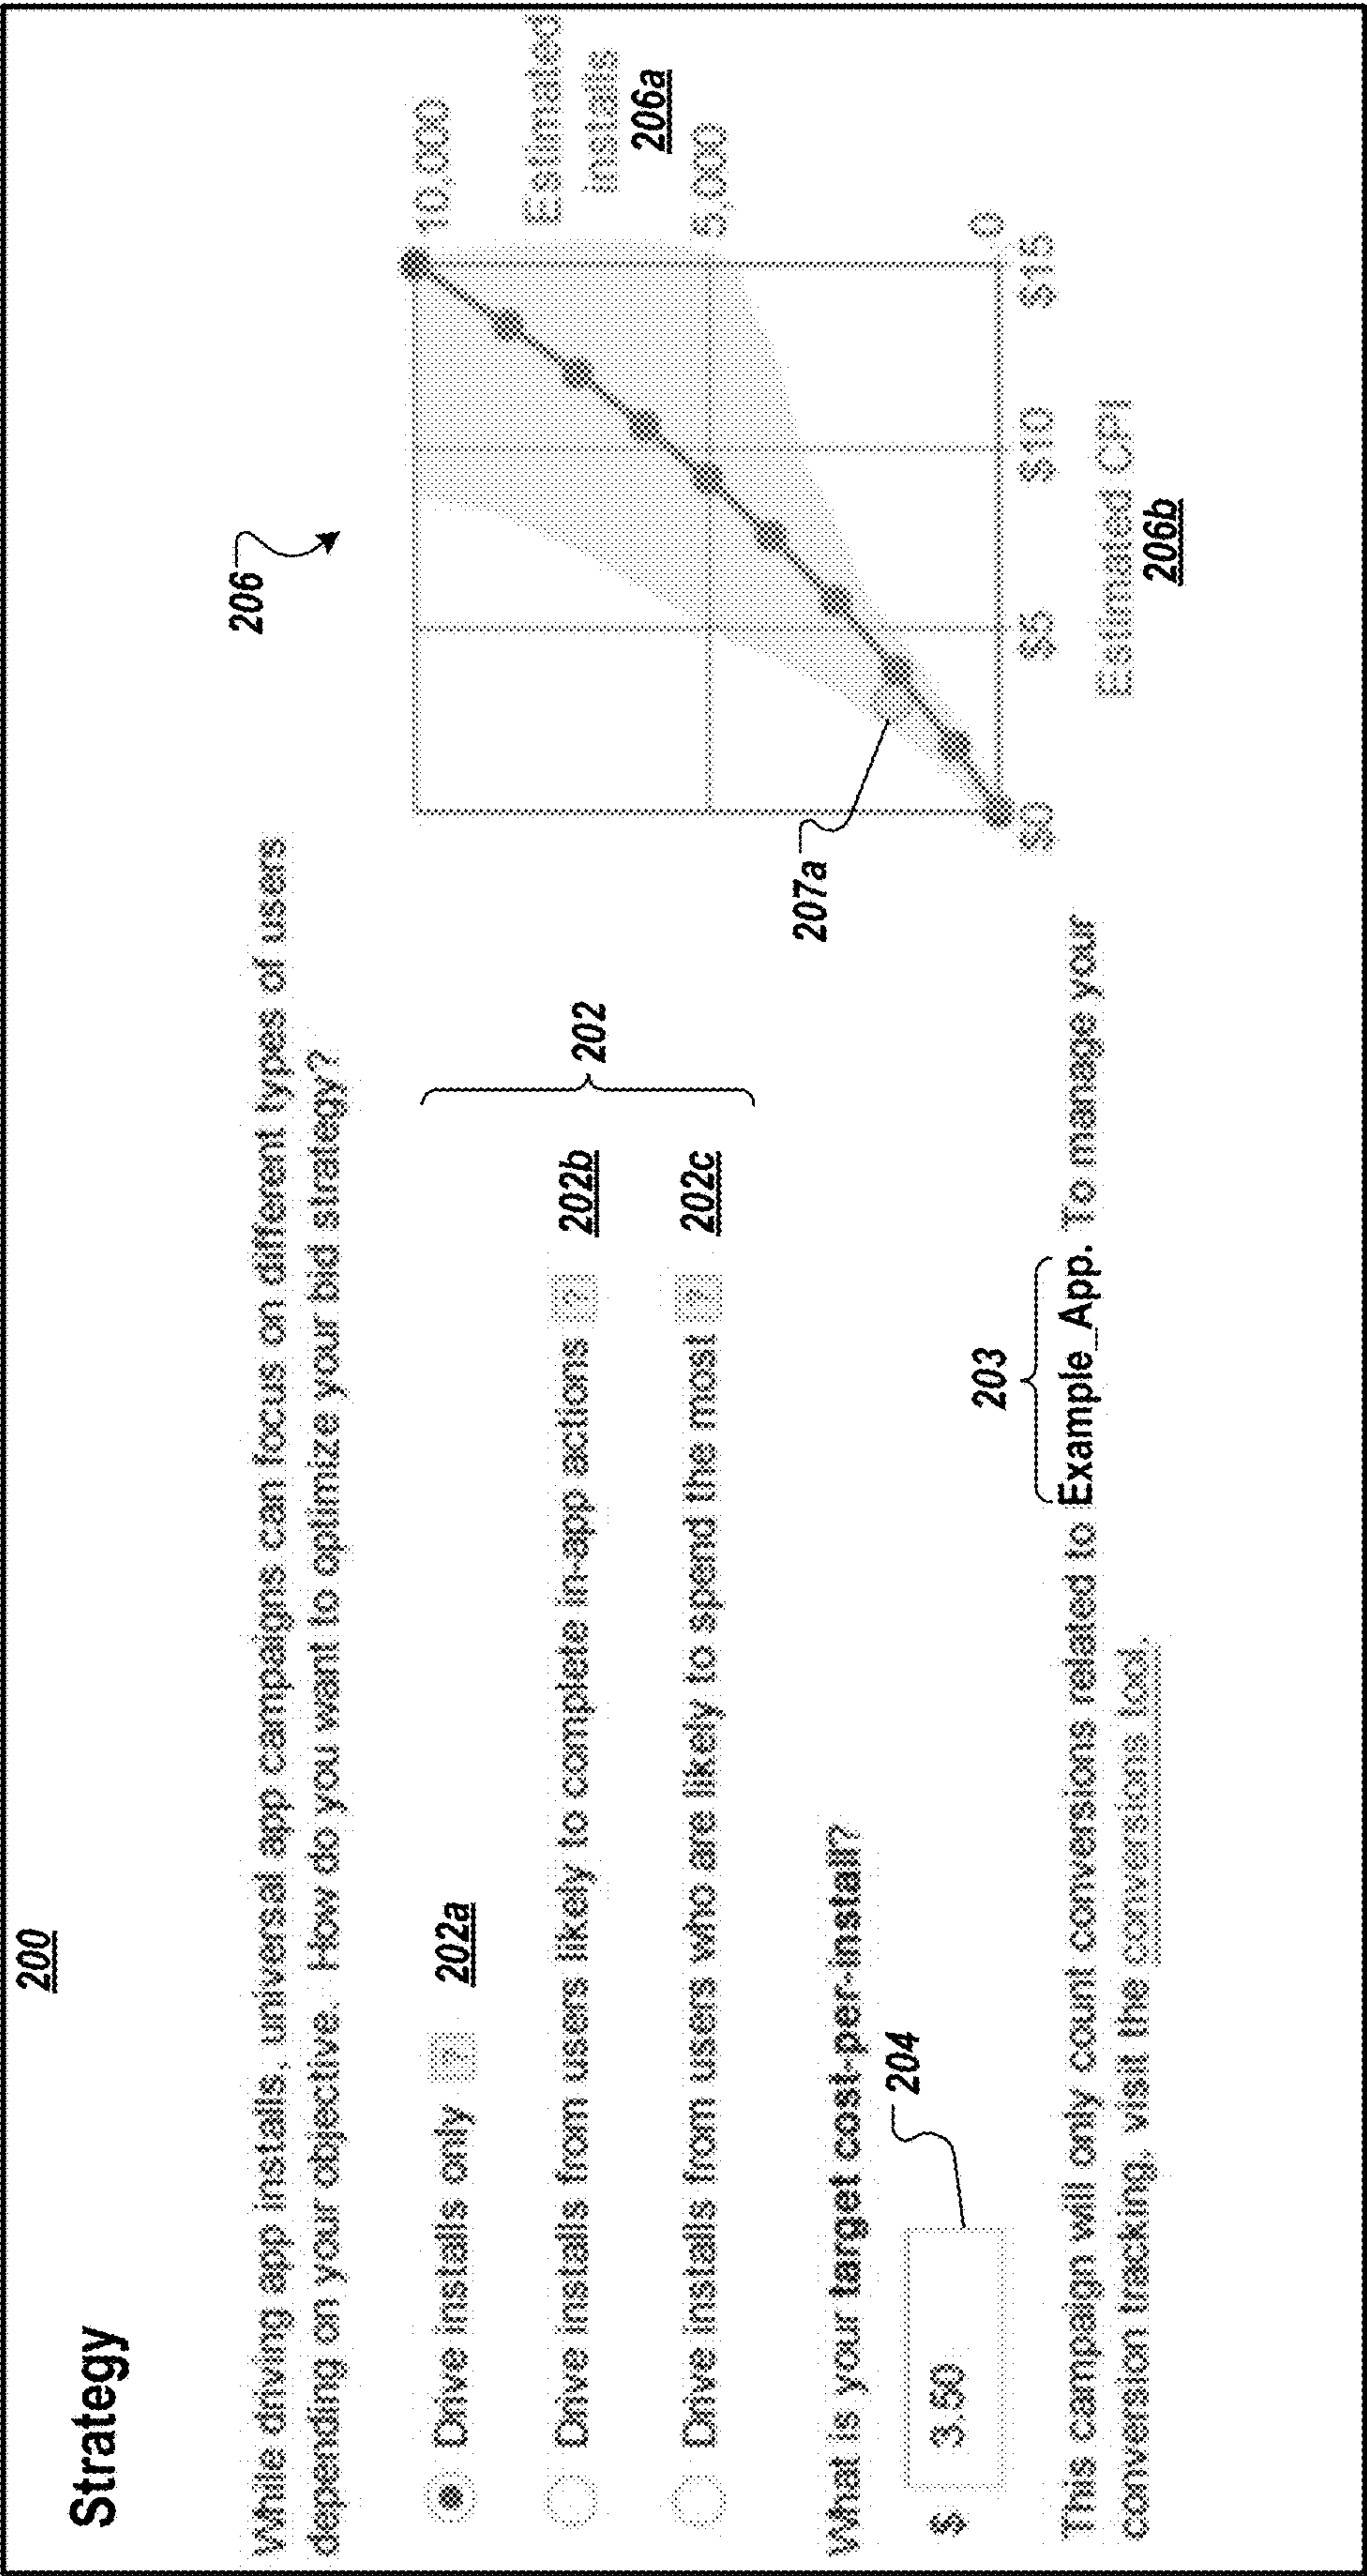 200
Strategy
While driving app installs, universal app campaigns can focus on different types of users
depending on your objective. How do you want to optimize your bid strategy?
Drive installs only ? 202a
Drive installs from users likely to complete in-app actions ? 202b
Drive installs from users who are likely to spend the most ? 202c
202
What is your target cost-per-install?
$ 3.50
204
203
This campaign will only count conversions related to Example_App. To manage your
conversion tracking, visit the conversions tool.
206
10,000
Estimated
installs
206a
5,000
0
207a
$0 $5 $10 $15
Estimated CPI
206b